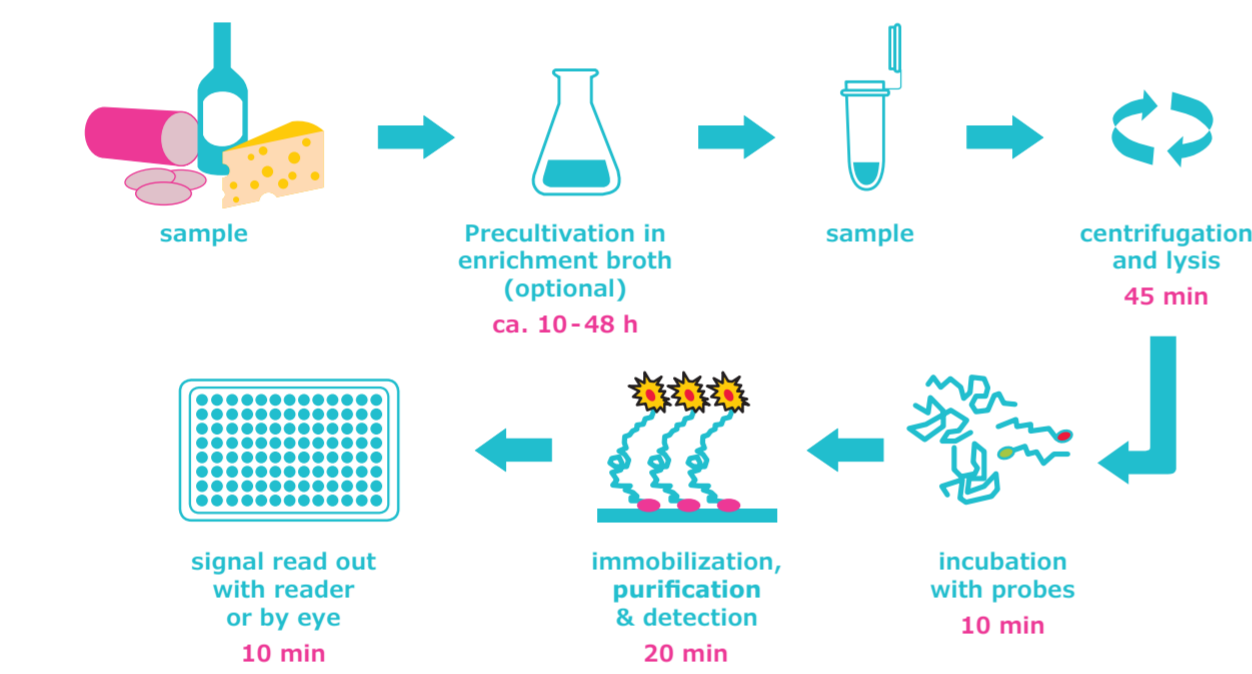 sample
Precultivation in
enrichment broth
(optional)
ca. 10-48 h
sample
centrifugation
and lysis
45 min
incubation
with probes
10 min
immobilization,
purification
& detection
20 min
signal read out
with reader
or by eye
10 min